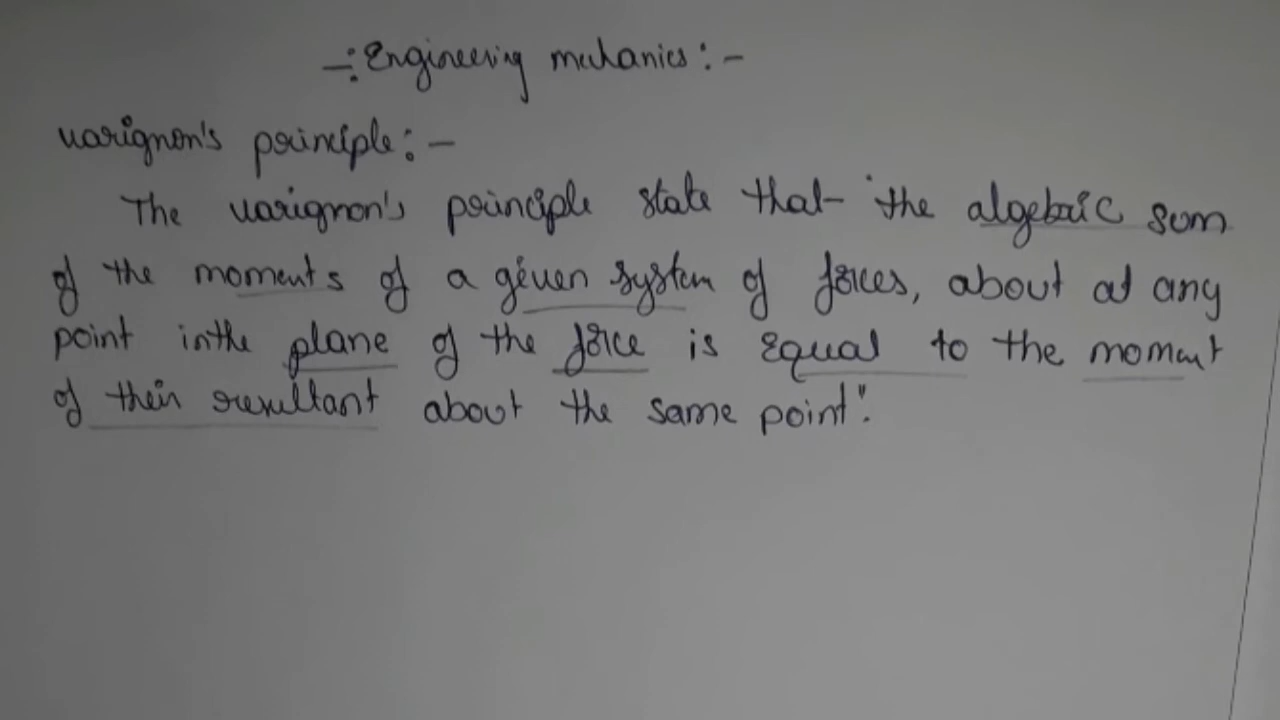 -:Engineering mechanics:-
varignon's principle:-
The varignon's principle state that "the algebraic sum
of the moments of a given system of forces, about at any
point in the plane of the force is equal to the moment
of their resultant about the same point".